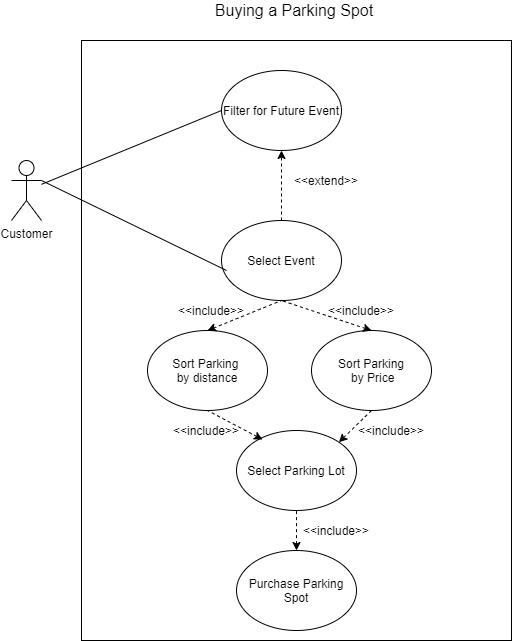 Buying a Parking Spot
Filter for Future Event
<<extend>>
Customer
Select Event
<<include>>
<<include>>
Sort Parking
by distance
Sort Parking
by Price
<<include>>
<<include>>
Select Parking Lot
<<include>>
Purchase Parking
Spot